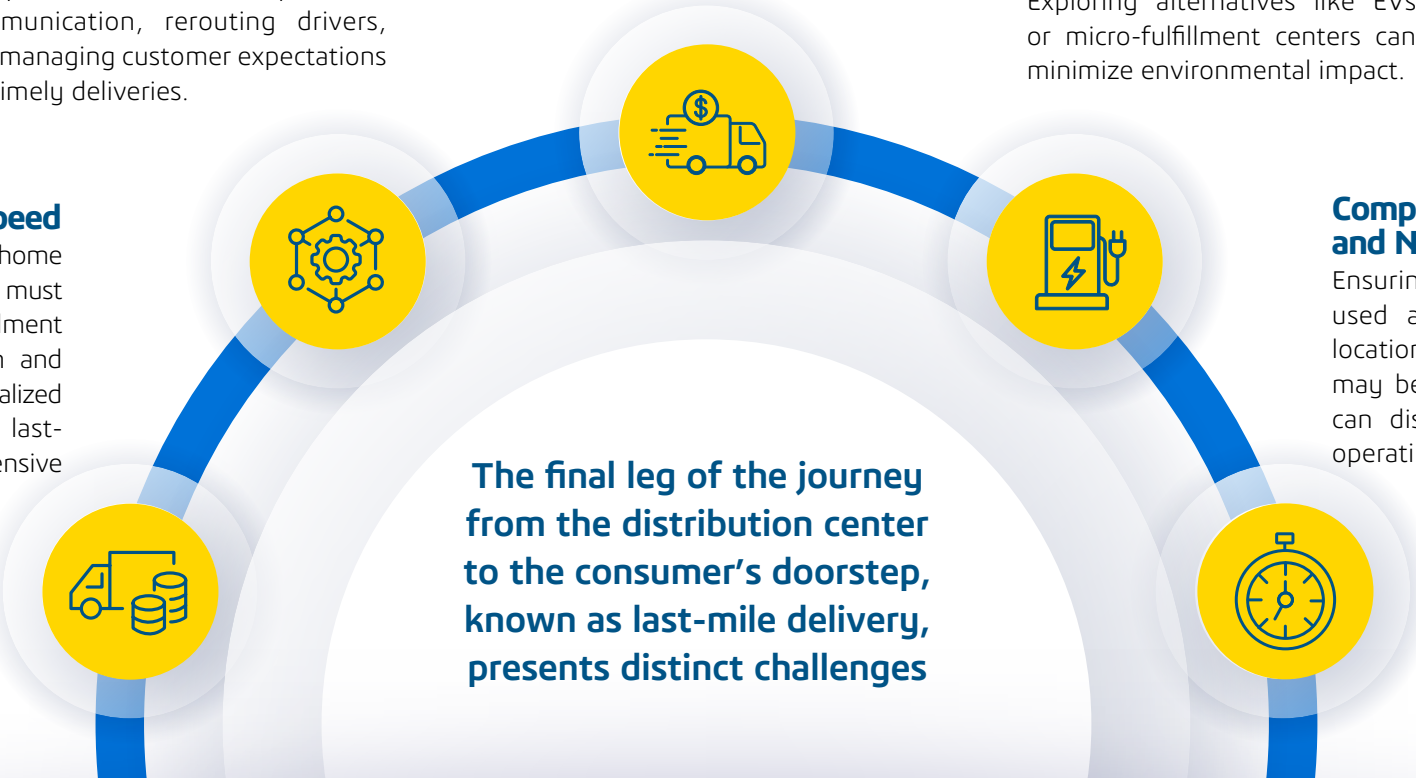 munication, rerouting drivers,
managing customer expectations
imely deliveries.
Exploring alternatives like EVs
or micro-fulfillment centers can
minimize environmental impact.
peed
home
must
lment
and
alized
last-
ensive
$
The final leg of the journey
from the distribution center
to the consumer’s doorstep,
known as last-mile delivery,
presents distinct challenges
Comp
and N
Ensurin
used a
location
may be
can dis
operati